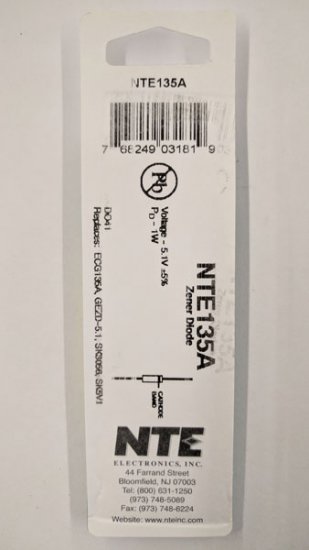 NTE135A
7 68249 03181 9
Pb
NTE135A
Zener Diode
Voltage - 5.1V ±5%
PD - 1W
DO41
Replaces: ECG135A, GEZD-5.1, SK3056, SK5V1
CATHODE
BAND
NTE
ELECTRONICS, INC.
44 Farrand Street
Bloomfield, NJ 07003
Tel: (800) 631-1250
(973) 748-5089
Fax: (973) 748-6224
Website: www.nteinc.com